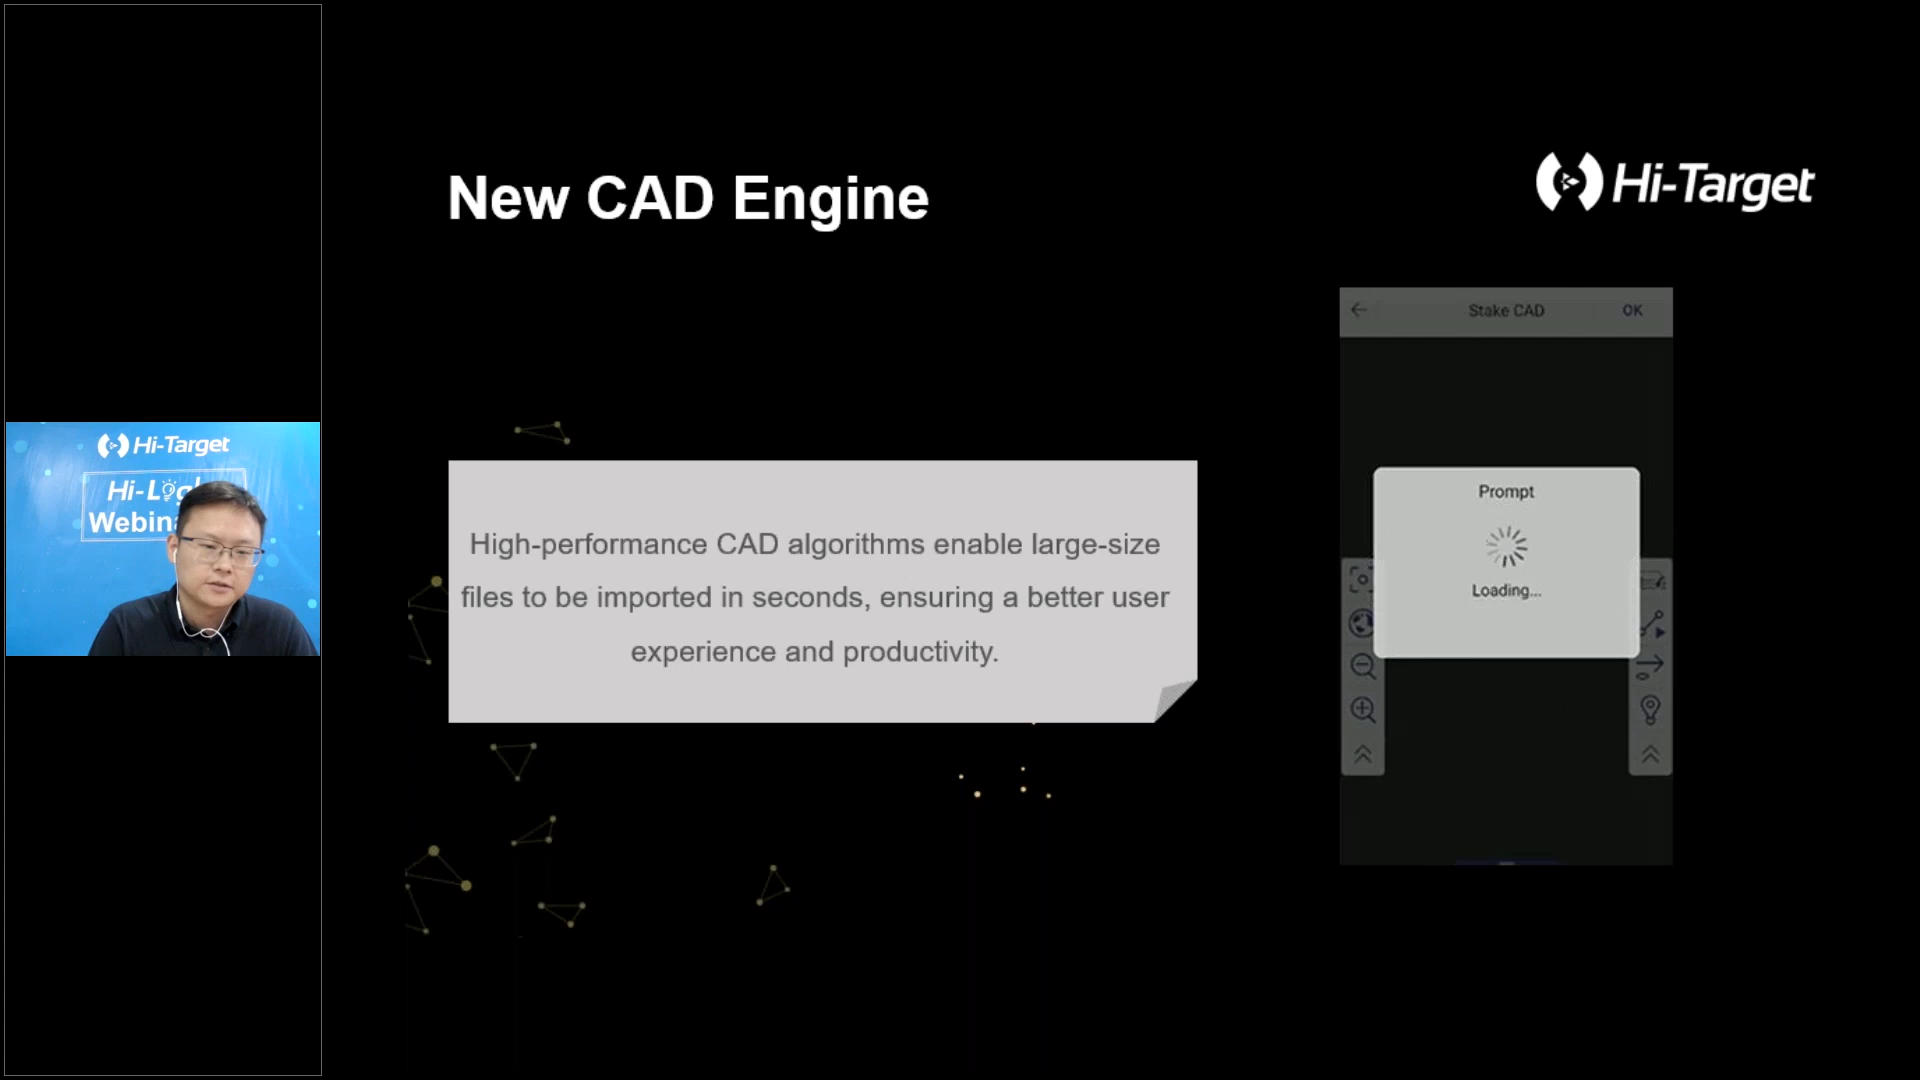 New CAD Engine
Hi-Target
Stake CAD
OK
Hi-Target
Webin
High-performance CAD algorithms enable large-size
files to be imported in seconds, ensuring a better user
experience and productivity.
Prompt
Loading...